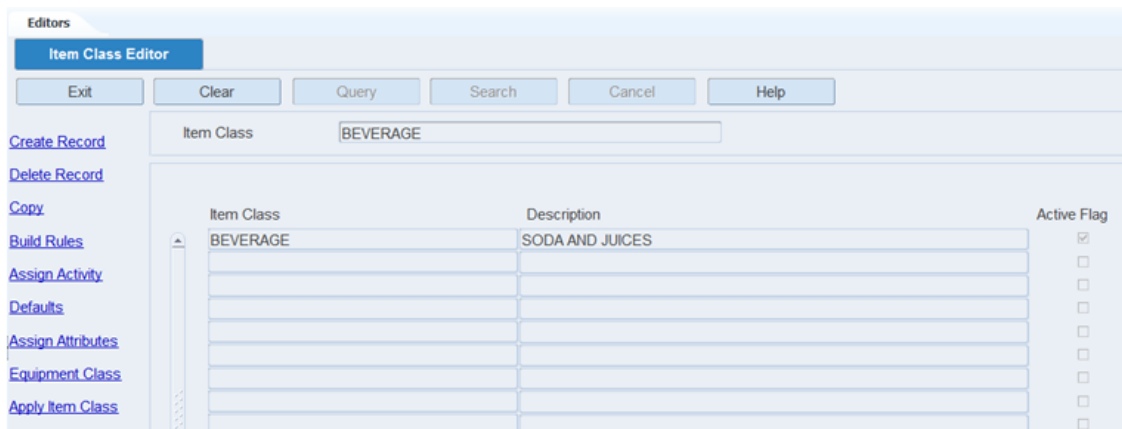 Editors
Item Class Editor
Exit Clear Query Search Cancel Help
Item Class BEVERAGE
Create Record
Delete Record
Copy
Build Rules
Assign Activity
Defaults
Assign Attributes
Equipment Class
Apply Item Class
Item Class Description Active Flag
BEVERAGE SODA AND JUICES